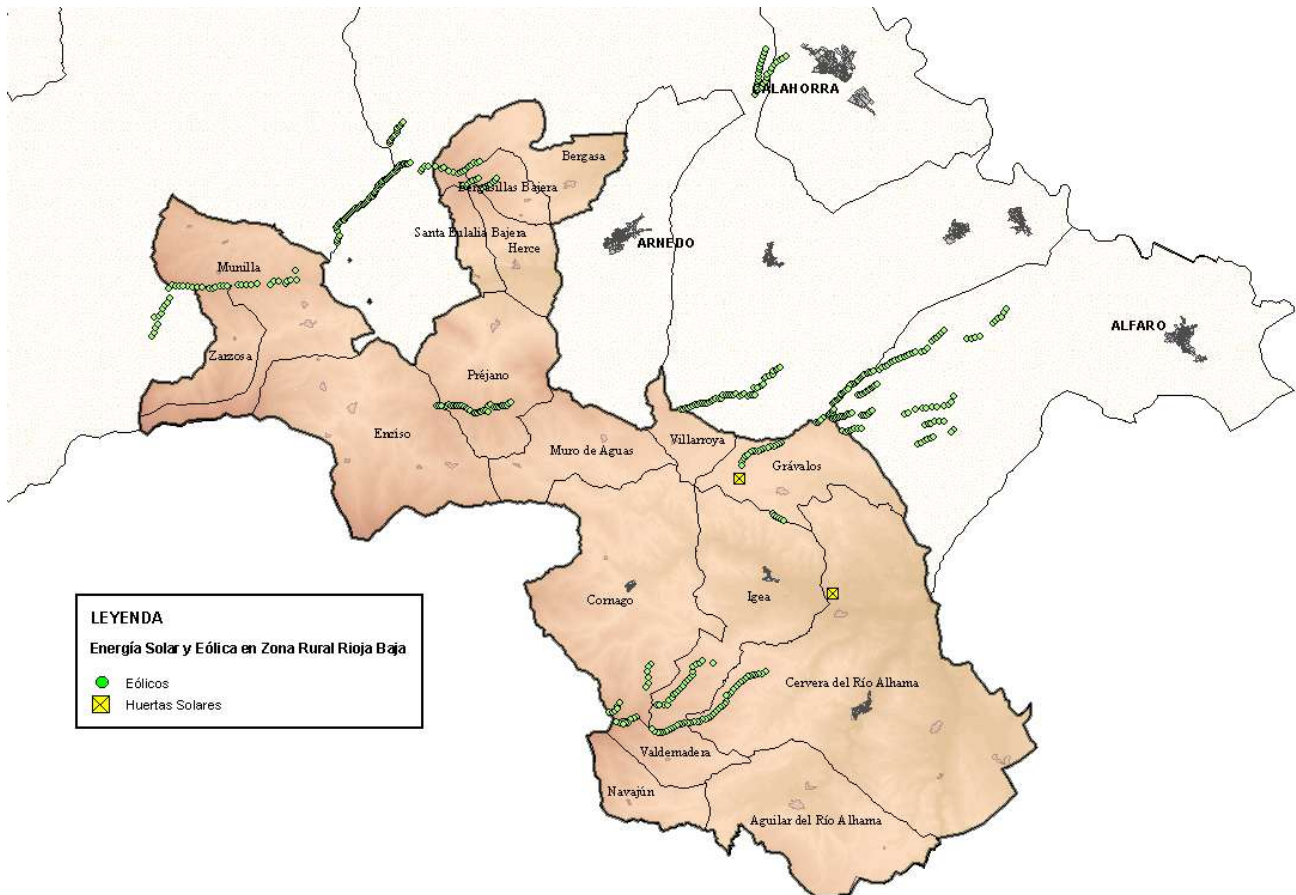 CALAHORRA
Bergasa
Bergasillas Bajera
Santa Eulalia Bajera
Herce
ARNEDO
Munilla
ALFARO
Zarzosa
Préjano
Enciso
Muro de Aguas
Villarroya
Grávalos
Cornago
Igea
Cervera del Río Alhama
Valdemadera
Navajún
Aguilar del Río Alhama
LEYENDA
Energía Solar y Eólica en Zona Rural Rioja Baja
Eólicos
Huertas Solares